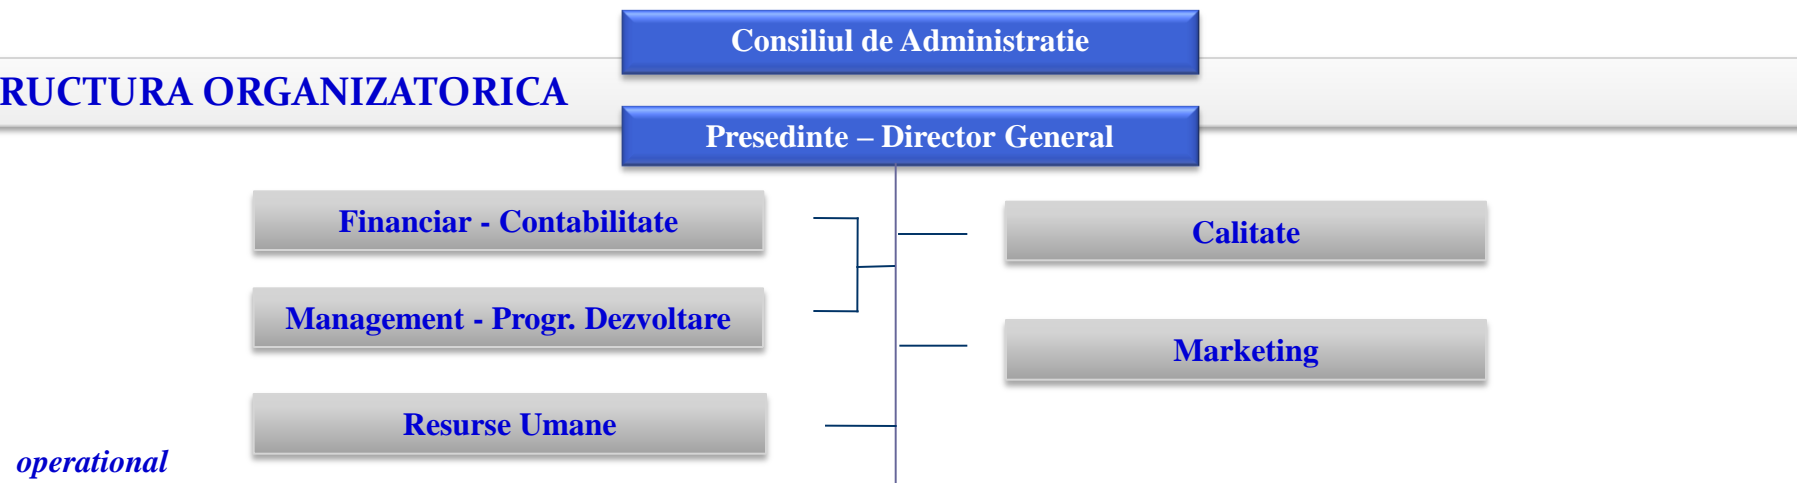 Consiliul de Administratie
RUCTURA ORGANIZATORICA
Presedinte – Director General
Financiar - Contabilitate
Calitate
Management - Progr. Dezvoltare
Marketing
Resurse Umane
operational